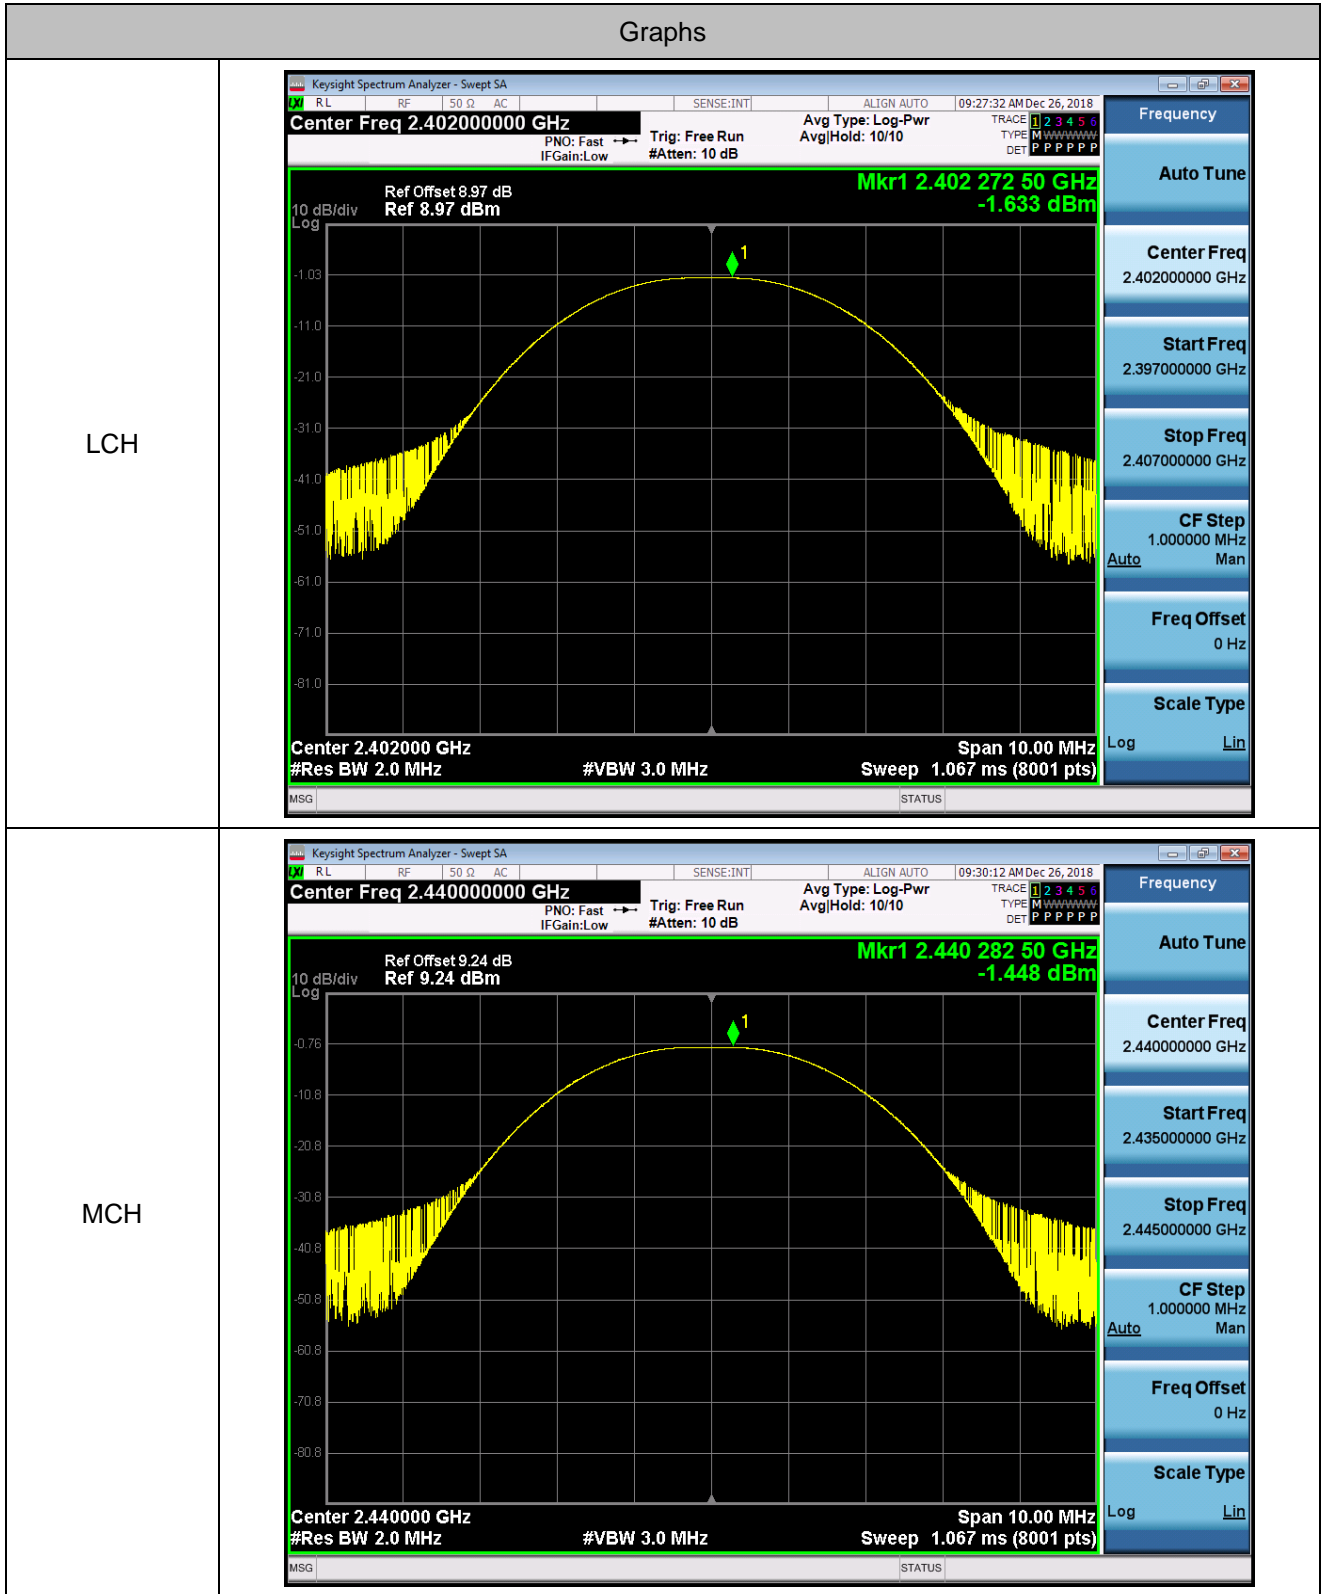 Graphs
LCH
Keysight Spectrum Analyzer - Swept SA
LXI RL RF 50 Ω AC SENSE:INT ALIGN AUTO 09:27:32 AM Dec 26, 2018
Center Freq 2.402000000 GHz
PNO: Fast
IFGain:Low
Trig: Free Run
#Atten: 10 dB
Avg Type: Log-Pwr
Avg|Hold: 10/10
TRACE 1 2 3 4 5 6
TYPE M W W W W W
DET P P P P P P
Mkr1 2.402 272 50 GHz
-1.633 dBm
Ref Offset 8.97 dB
10 dB/div Ref 8.97 dBm
Log
1
-1.03
-11.0
-21.0
-31.0
-41.0
-51.0
-61.0
-71.0
-81.0
Center 2.402000 GHz Span 10.00 MHz
#Res BW 2.0 MHz #VBW 3.0 MHz Sweep 1.067 ms (8001 pts)
MSG STATUS
Frequency
Auto Tune
Center Freq
2.402000000 GHz
Start Freq
2.397000000 GHz
Stop Freq
2.407000000 GHz
CF Step
1.000000 MHz
Auto Man
Freq Offset
0 Hz
Scale Type
Log Lin
MCH
Keysight Spectrum Analyzer - Swept SA
LXI RL RF 50 Ω AC SENSE:INT ALIGN AUTO 09:30:12 AM Dec 26, 2018
Center Freq 2.440000000 GHz
PNO: Fast
IFGain:Low
Trig: Free Run
#Atten: 10 dB
Avg Type: Log-Pwr
Avg|Hold: 10/10
TRACE 1 2 3 4 5 6
TYPE M W W W W W
DET P P P P P P
Mkr1 2.440 282 50 GHz
-1.448 dBm
Ref Offset 9.24 dB
10 dB/div Ref 9.24 dBm
Log
1
-0.76
-10.8
-20.8
-30.8
-40.8
-50.8
-60.8
-70.8
-80.8
Center 2.440000 GHz Span 10.00 MHz
#Res BW 2.0 MHz #VBW 3.0 MHz Sweep 1.067 ms (8001 pts)
MSG STATUS
Frequency
Auto Tune
Center Freq
2.440000000 GHz
Start Freq
2.435000000 GHz
Stop Freq
2.445000000 GHz
CF Step
1.000000 MHz
Auto Man
Freq Offset
0 Hz
Scale Type
Log Lin